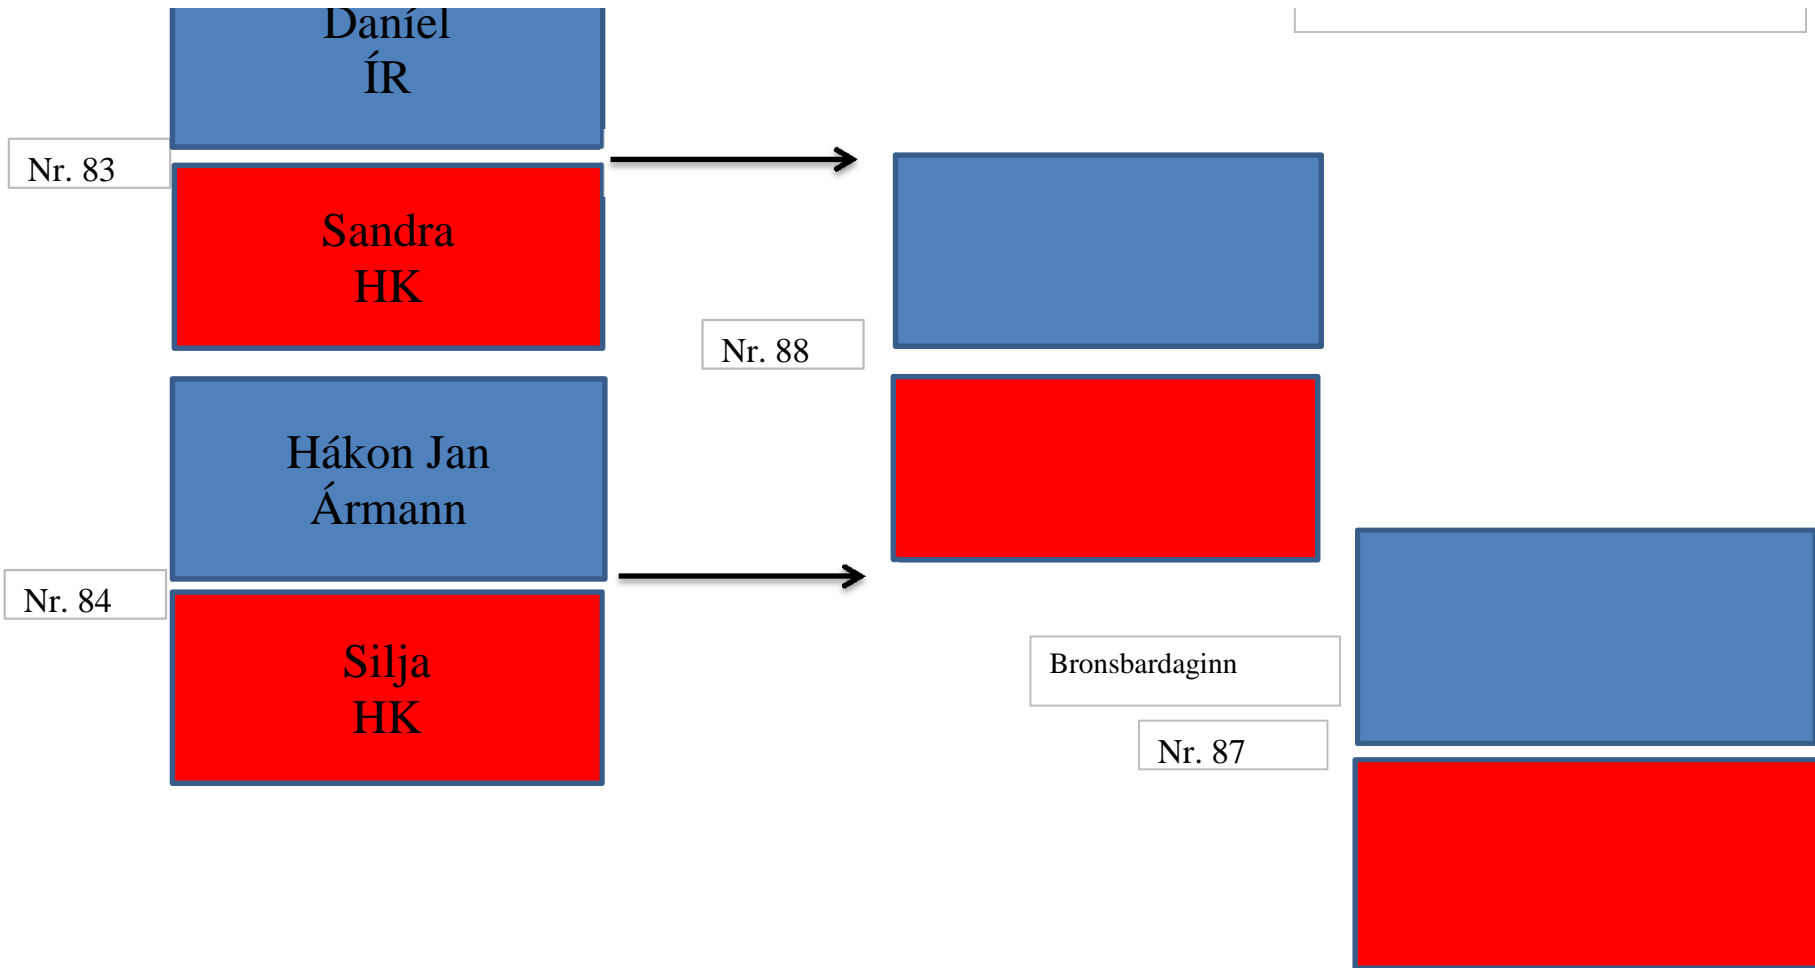 Daníel
ÍR
Nr. 83
Sandra
HK
Nr. 88
Hákon Jan
Ármann
Nr. 84
Silja
HK
Bronsbardaginn
Nr. 87